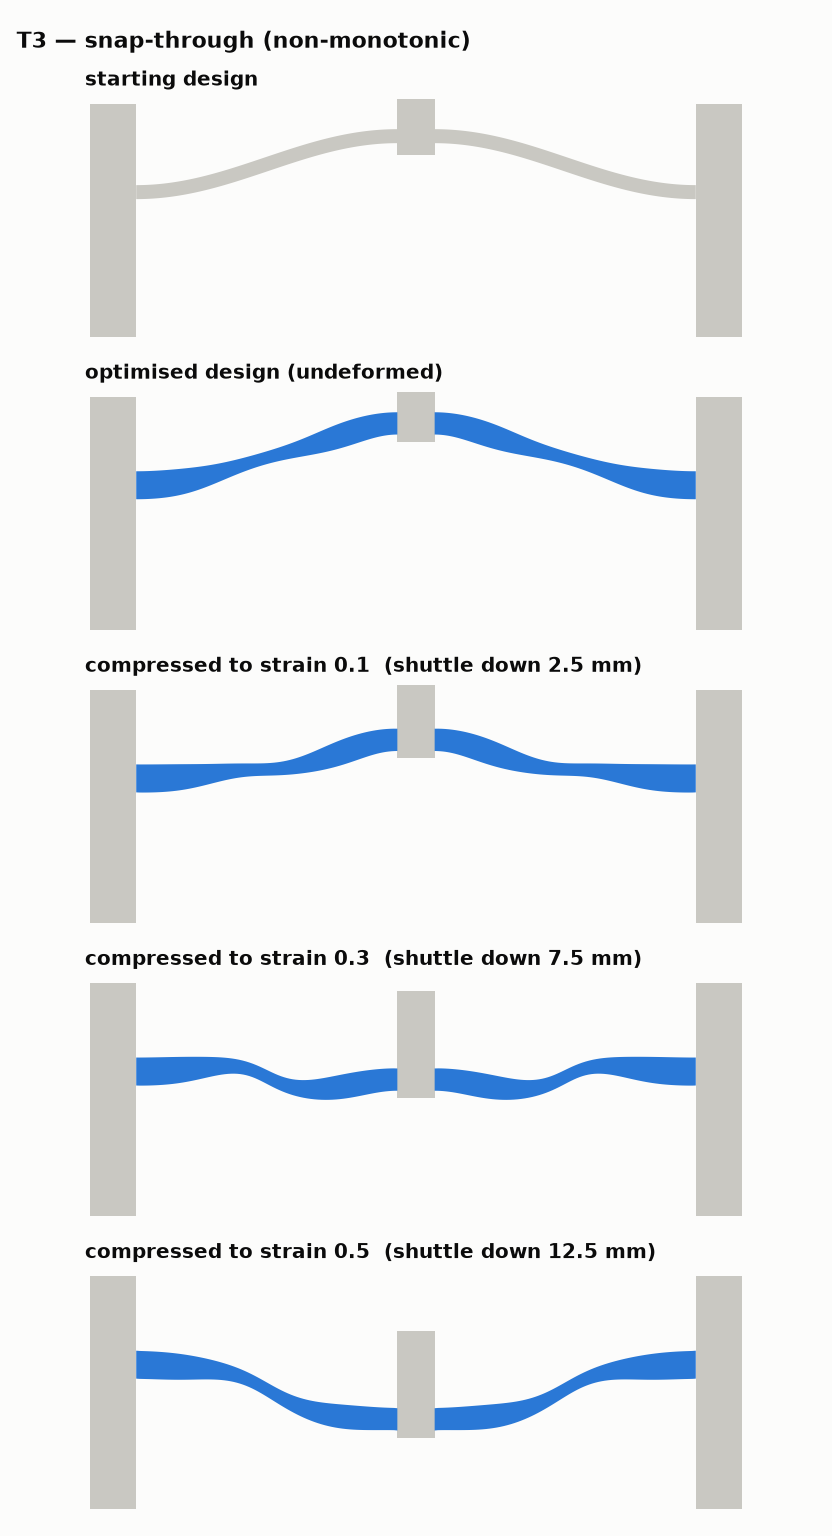 T3 — snap-through (non-monotonic)
starting design
optimised design (undeformed)
compressed to strain 0.1  (shuttle down 2.5 mm)
compressed to strain 0.3  (shuttle down 7.5 mm)
compressed to strain 0.5  (shuttle down 12.5 mm)